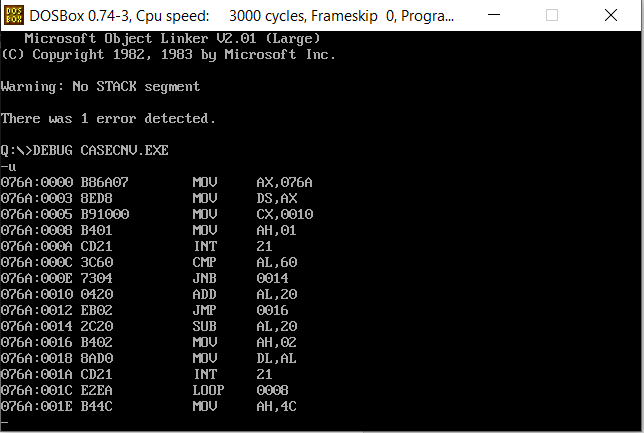 DOS BOX DOSBox 0.74-3, Cpu speed: 3000 cycles, Frameskip 0, Progra...
Microsoft Object Linker V2.01 (Large)
(C) Copyright 1982, 1983 by Microsoft Inc.
Warning: No STACK segment
There was 1 error detected.
Q:\>DEBUG CASECNV.EXE
-u
076A:0000 B86A07 MOV AX,076A
076A:0003 8ED8 MOV DS,AX
076A:0005 B91000 MOV CX,0010
076A:0008 B401 MOV AH,01
076A:000A CD21 INT 21
076A:000C 3C60 CMP AL,60
076A:000E 7304 JNB 0014
076A:0010 0420 ADD AL,20
076A:0012 EB02 JMP 0016
076A:0014 2C20 SUB AL,20
076A:0016 B402 MOV AH,02
076A:0018 8AD0 MOV DL,AL
076A:001A CD21 INT 21
076A:001C E2EA LOOP 0008
076A:001E B44C MOV AH,4C
-